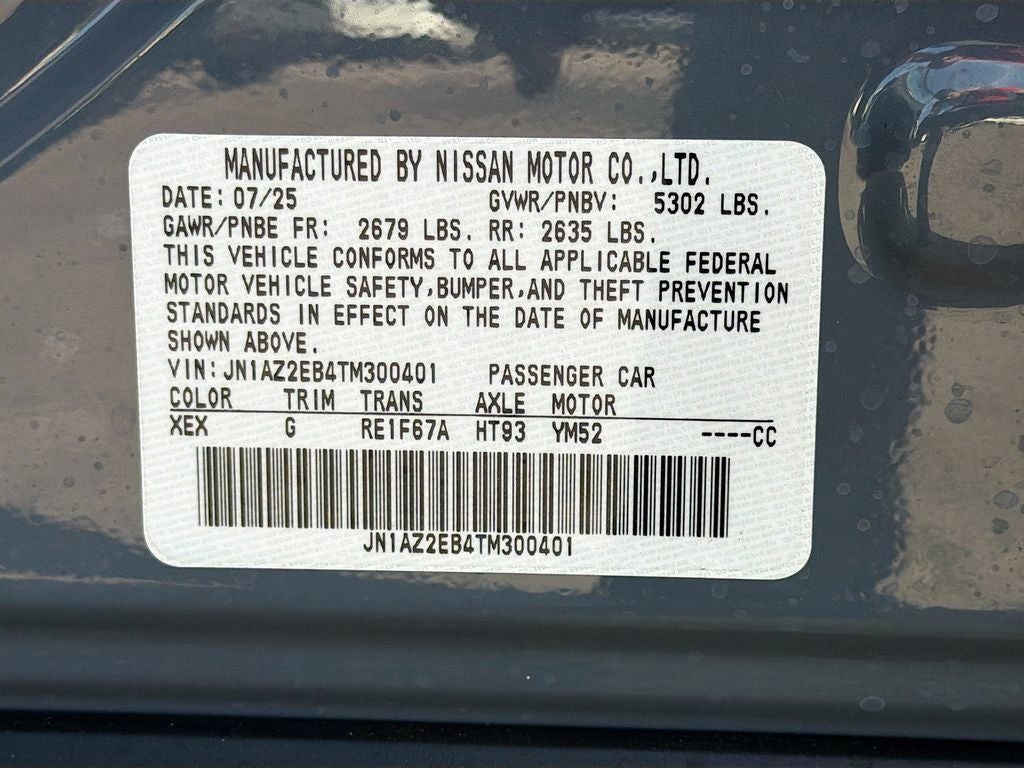 MANUFACTURED BY NISSAN MOTOR CO.,LTD.
DATE: 07/25 GVWR/PNBV: 5302 LBS.
GAWR/PNBE FR: 2679 LBS. RR: 2635 LBS.
THIS VEHICLE CONFORMS TO ALL APPLICABLE FEDERAL
MOTOR VEHICLE SAFETY,BUMPER,AND THEFT PREVENTION
STANDARDS IN EFFECT ON THE DATE OF MANUFACTURE
SHOWN ABOVE.
VIN: JN1AZ2EB4TM300401 PASSENGER CAR
COLOR TRIM TRANS AXLE MOTOR
XEX G RE1F67A HT93 YM52 ----CC
JN1AZ2EB4TM300401